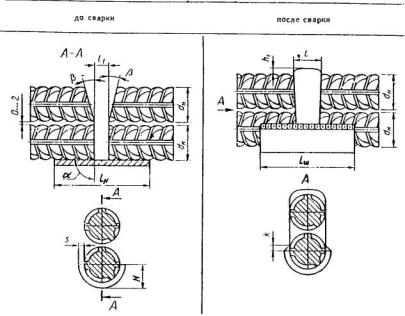 до сварки
после сварки
А-А
l₁
β
β
0...2
dн
dн
α
Lн
А
s
H
А
h₁
l
А
dн
dн
Lш
А
k